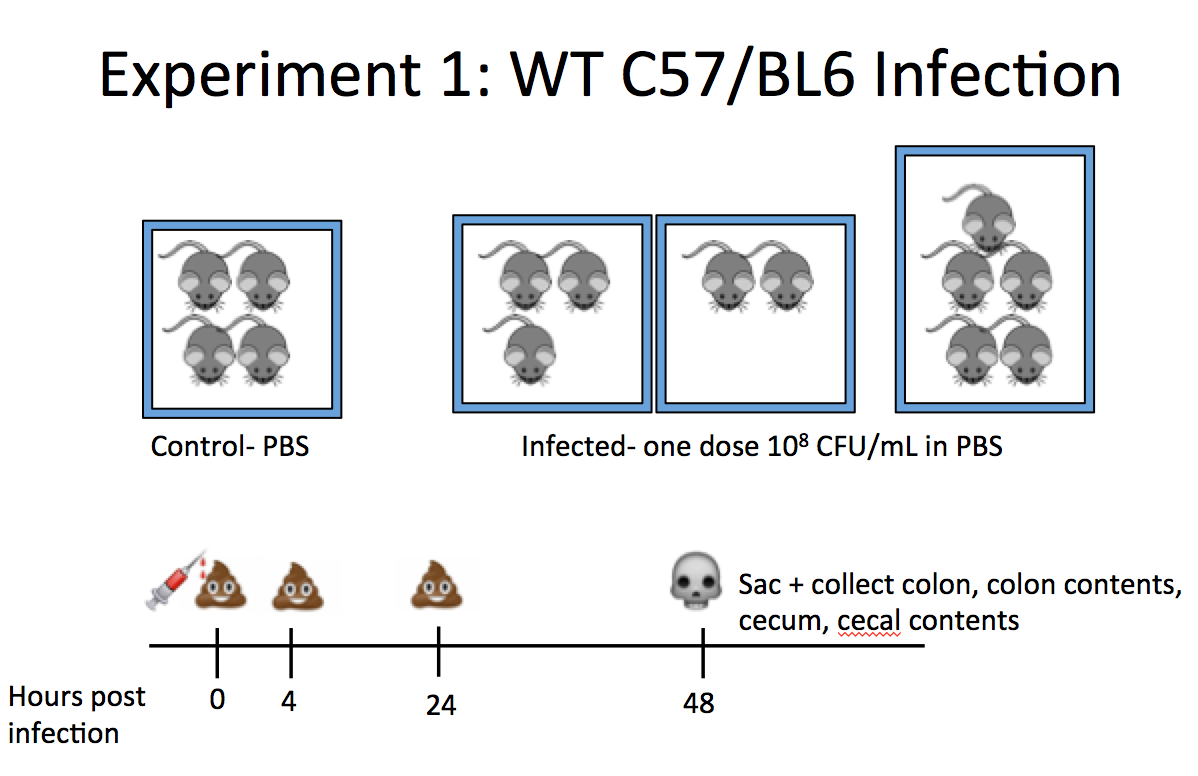 Experiment 1: WT C57/BL6 Infection
Control- PBS
Infected- one dose 10⁸ CFU/mL in PBS
Sac + collect colon, colon contents,
cecum, cecal contents
Hours post
infection
0
4
24
48